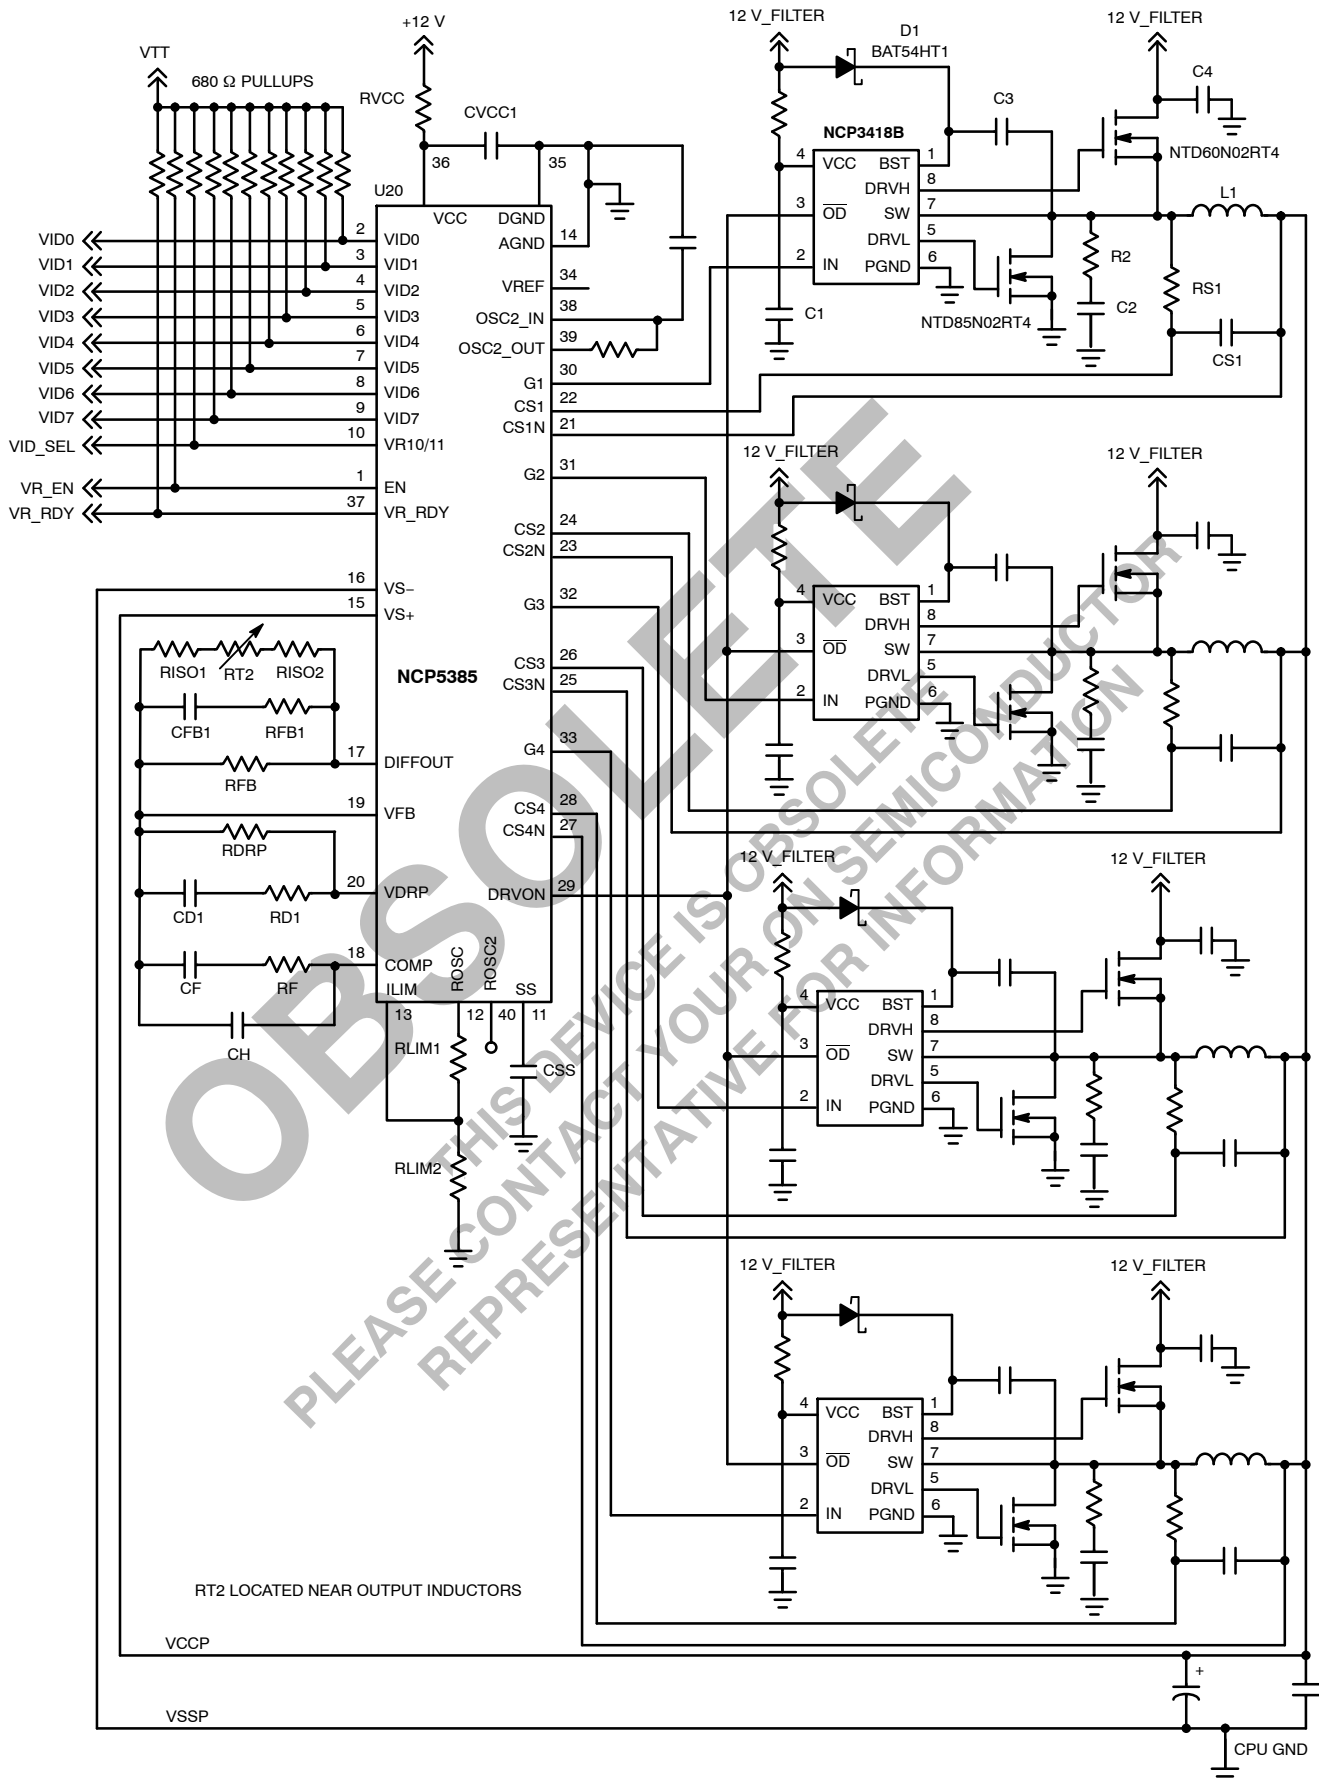 +12 V
12 V_FILTER
D1
BAT54HT1
12 V_FILTER
VTT
680 Ω PULLUPS
RVCC
CVCC1
C3
C4
NCP3418B
NTD60N02RT4
36
35
4
VCC
BST
1
U20
DRVH
8
VCC
DGND
3
OD
SW
7
L1
VID0
2
VID0
AGND
14
DRVL
5
VID1
3
VID1
2
IN
PGND
6
R2
VID2
4
VID2
VREF
34
RS1
VID3
5
VID3
OSC2_IN
38
C1
NTD85N02RT4
C2
VID4
6
VID4
OSC2_OUT
39
CS1
VID5
7
VID5
G1
30
VID6
8
VID6
CS1
22
VID7
9
VID7
CS1N
21
VID_SEL
10
VR10/11
12 V_FILTER
12 V_FILTER
VR_EN
1
EN
G2
31
VR_RDY
37
VR_RDY
CS2
24
CS2N
23
16
VS−
15
VS+
G3
32
4
VCC
BST
1
DRVH
8
3
OD
SW
7
DRVL
5
2
IN
PGND
6
RISO1
RT2
RISO2
NCP5385
CS3
26
CS3N
25
CFB1
RFB1
17
DIFFOUT
G4
33
RFB
19
VFB
CS4
28
CS4N
27
RDRP
12 V_FILTER
12 V_FILTER
20
VDRP
DRVON
29
CD1
RD1
18
COMP
ROSC
ROSC2
CF
RF
ILIM
SS
13
12
40
11
CH
RLIM1
CSS
4
VCC
BST
1
DRVH
8
3
OD
SW
7
DRVL
5
2
IN
PGND
6
RLIM2
12 V_FILTER
12 V_FILTER
4
VCC
BST
1
DRVH
8
3
OD
SW
7
DRVL
5
2
IN
PGND
6
RT2 LOCATED NEAR OUTPUT INDUCTORS
VCCP
+
VSSP
CPU GND
OBSOLETE
THIS DEVICE IS OBSOLETE
PLEASE CONTACT YOUR ON SEMICONDUCTOR
REPRESENTATIVE FOR INFORMATION